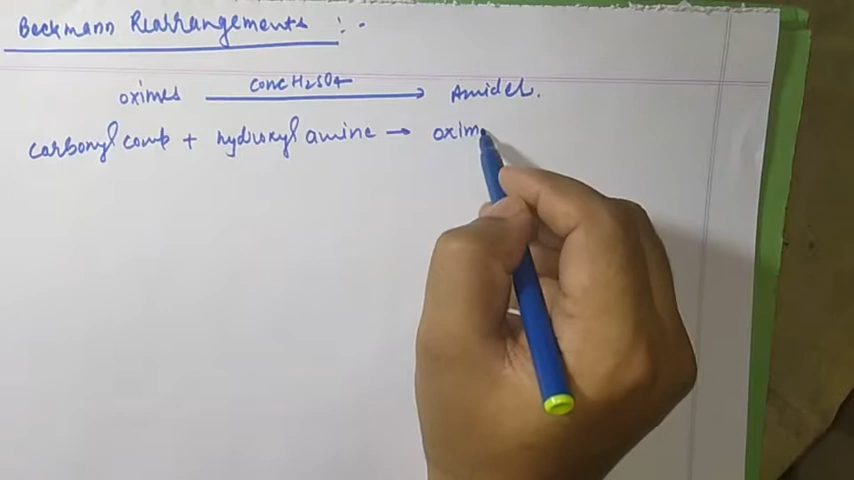 Beckmann Rearrangements :-
oximes conc H₂SO₄ → Amides.
carbonyl comp + hydroxyl amine → oxim